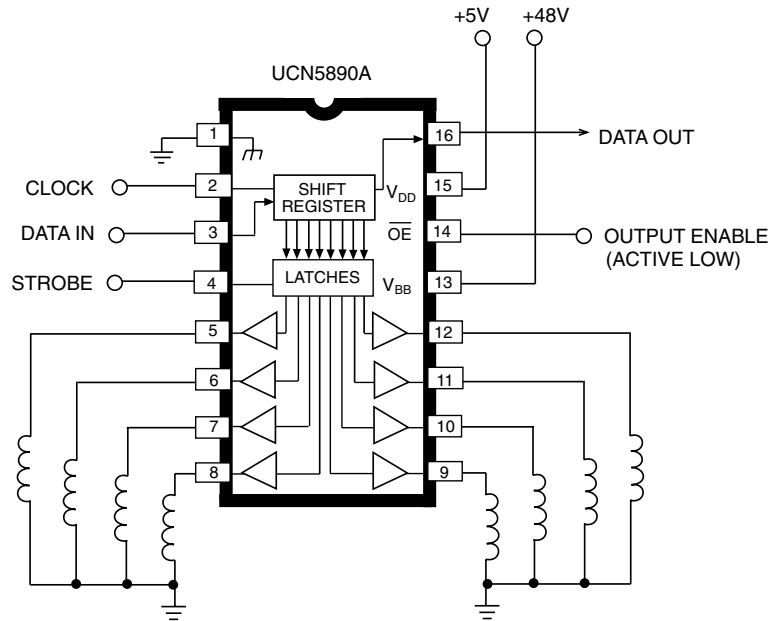 +5V
+48V
UCN5890A
1
16
DATA OUT
CLOCK
2
SHIFT
REGISTER
VDD
15
DATA IN
3
OE
14
OUTPUT ENABLE
(ACTIVE LOW)
STROBE
4
LATCHES
VBB
13
5
12
6
11
7
10
8
9